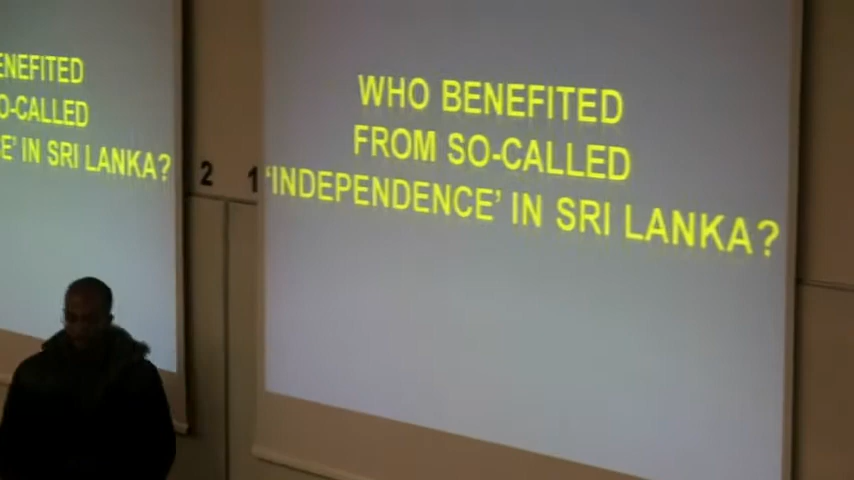 ENEFITED
O-CALLED
E' IN SRI LANKA?
2
1
WHO BENEFITED
FROM SO-CALLED
‘INDEPENDENCE’ IN SRI LANKA?